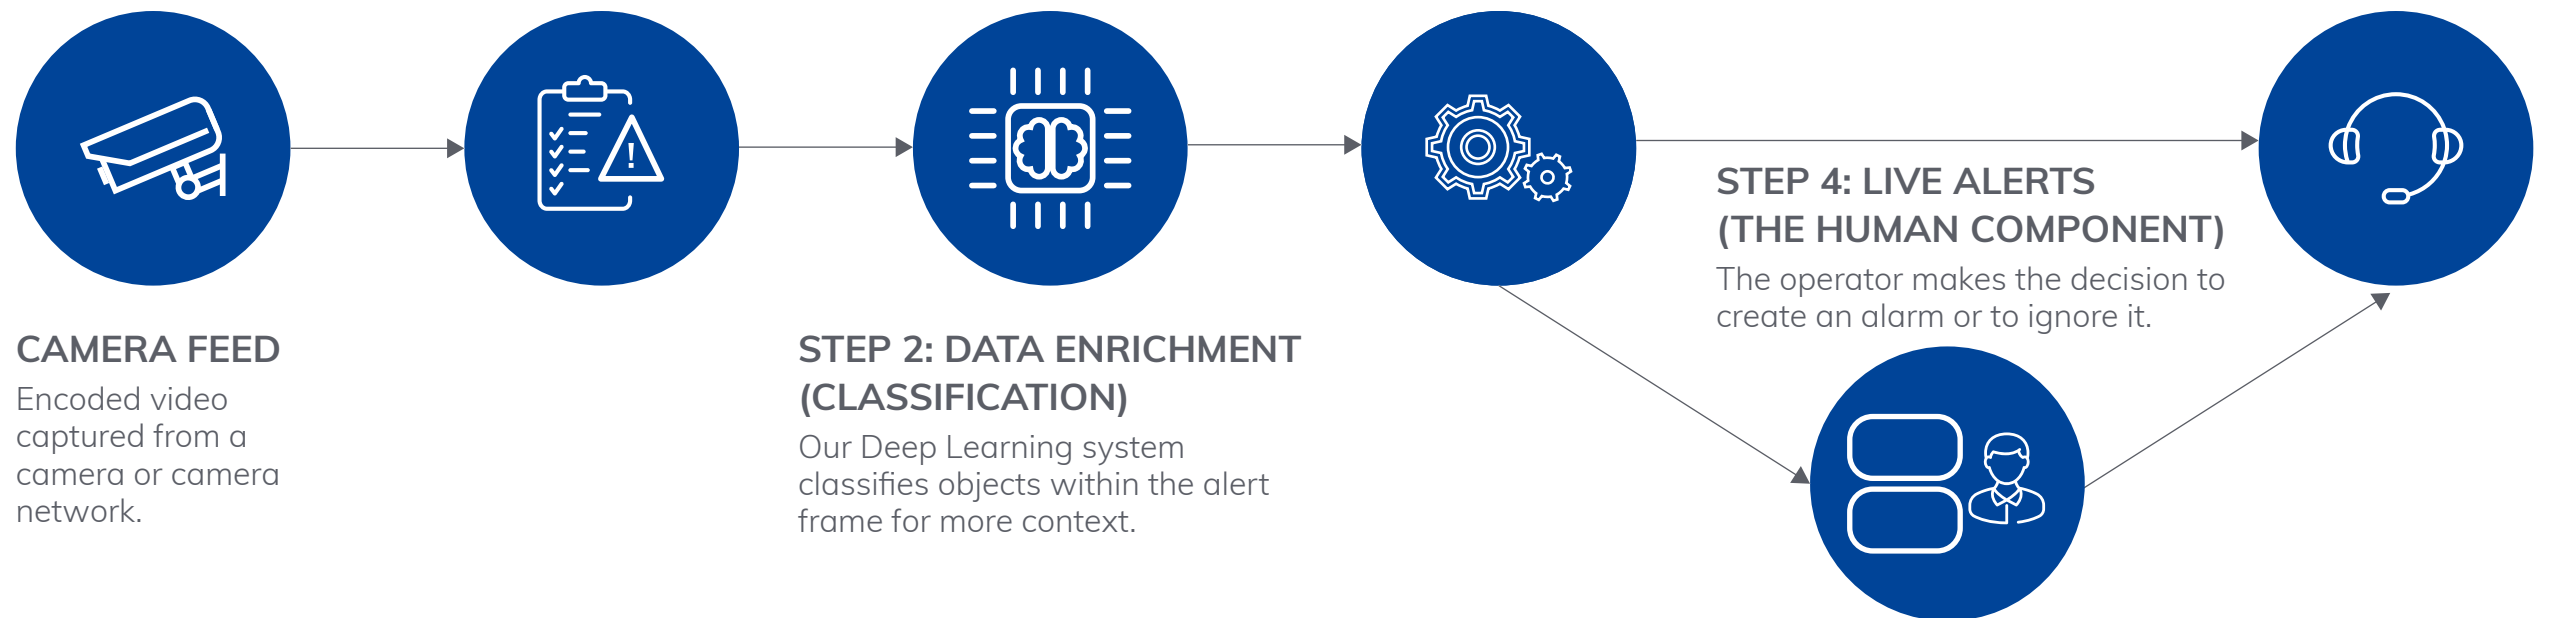 CAMERA FEED
Encoded video
captured from a
camera or camera
network.
STEP 2: DATA ENRICHMENT
(CLASSIFICATION)
Our Deep Learning system
classifies objects within the alert
frame for more context.
STEP 4: LIVE ALERTS
(THE HUMAN COMPONENT)
The operator makes the decision to
create an alarm or to ignore it.